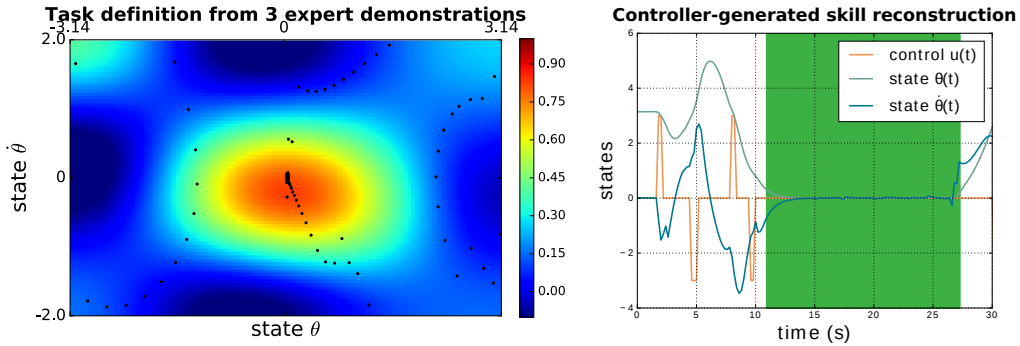 Task definition from 3 expert demonstrations
-3.14 0 3.14
2.0
0
-2.0
state θ̇
state θ
0.90
0.75
0.60
0.45
0.30
0.15
0.00
Controller-generated skill reconstruction
control u(t)
state θ(t)
state θ̇(t)
6
4
2
0
−2
−4
states
0 5 10 15 20 25 30
time (s)